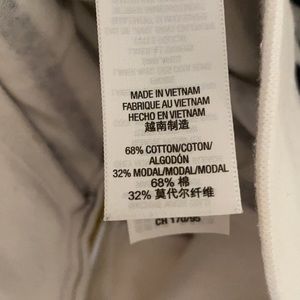 MADE IN VIETNAM
FABRIQUE AU VIETNAM
HECHO EN VIETNAM
越南制造
68% COTTON/COTON/
ALGODÓN
32% MODAL/MODAL/MODAL
68% 棉
32% 莫代尔纤维
CH 170/95